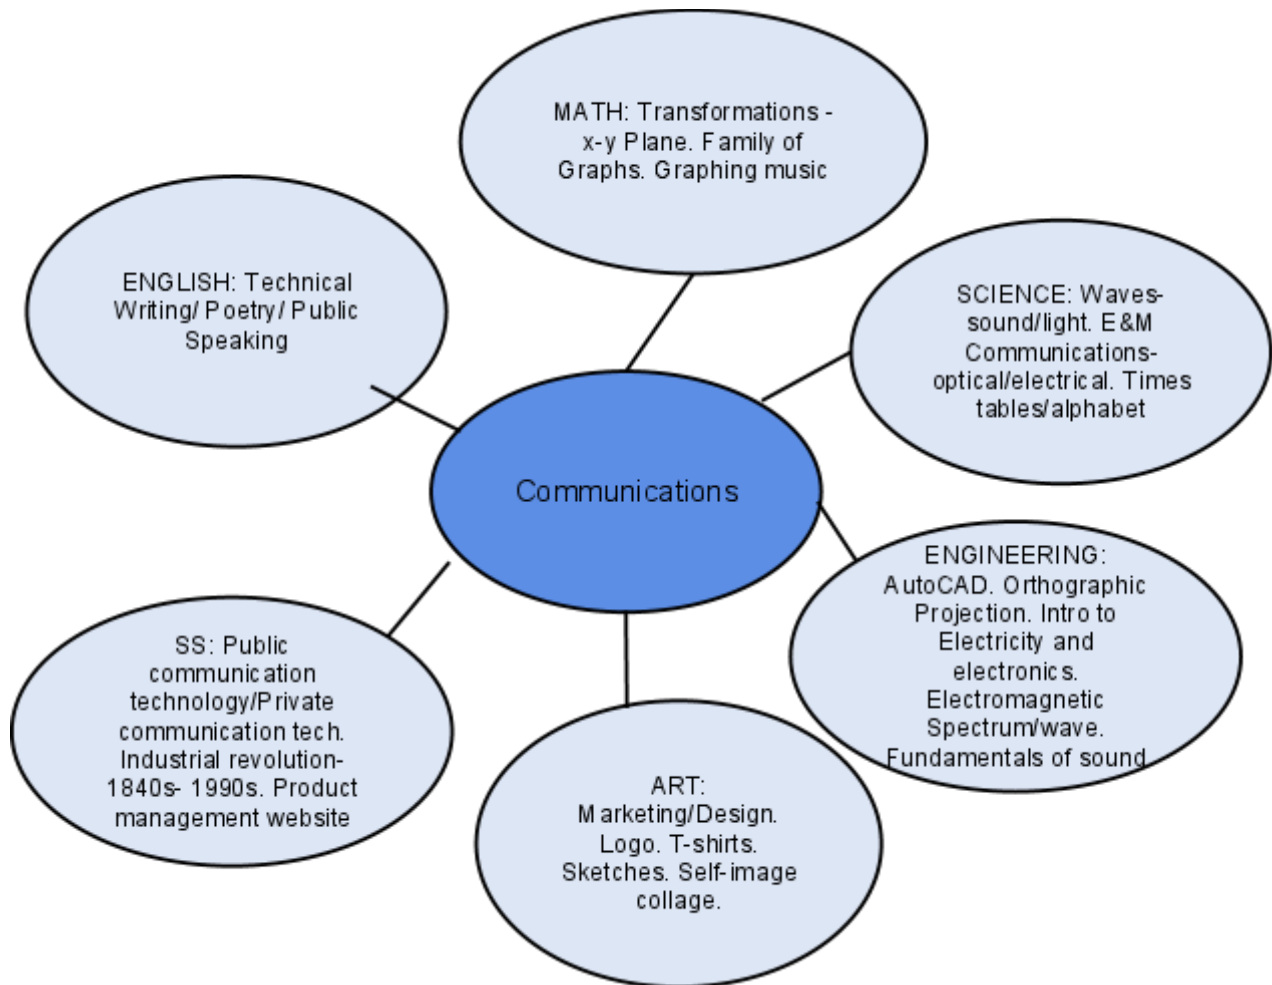 MATH: Transformations -
x-y Plane. Family of
Graphs. Graphing music
ENGLISH: Technical
Writing/ Poetry/ Public
Speaking
SCIENCE: Waves-
sound/light. E&M
Communications-
optical/electrical. Times
tables/alphabet
Communications
ENGINEERING:
AutoCAD. Orthographic
Projection. Intro to
Electricity and
electronics.
Electromagnetic
Spectrum/wave.
Fundamentals of sound
SS: Public
communication
technology/Private
communication tech.
Industrial revolution-
1840s- 1990s. Product
management website
ART:
Marketing/Design.
Logo. T-shirts.
Sketches. Self-image
collage.